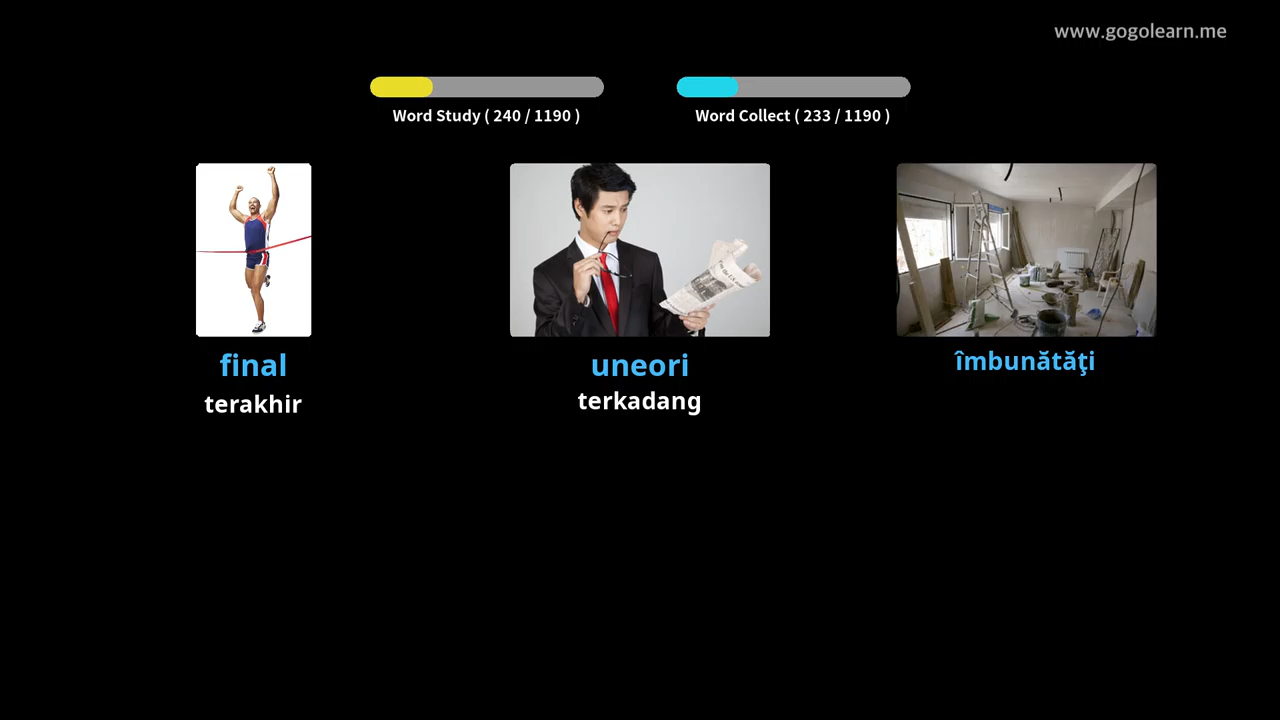 www.gogolearn.me
Word Study ( 240 / 1190 )
Word Collect ( 233 / 1190 )
final
uneori
îmbunătăţi
terakhir
terkadang